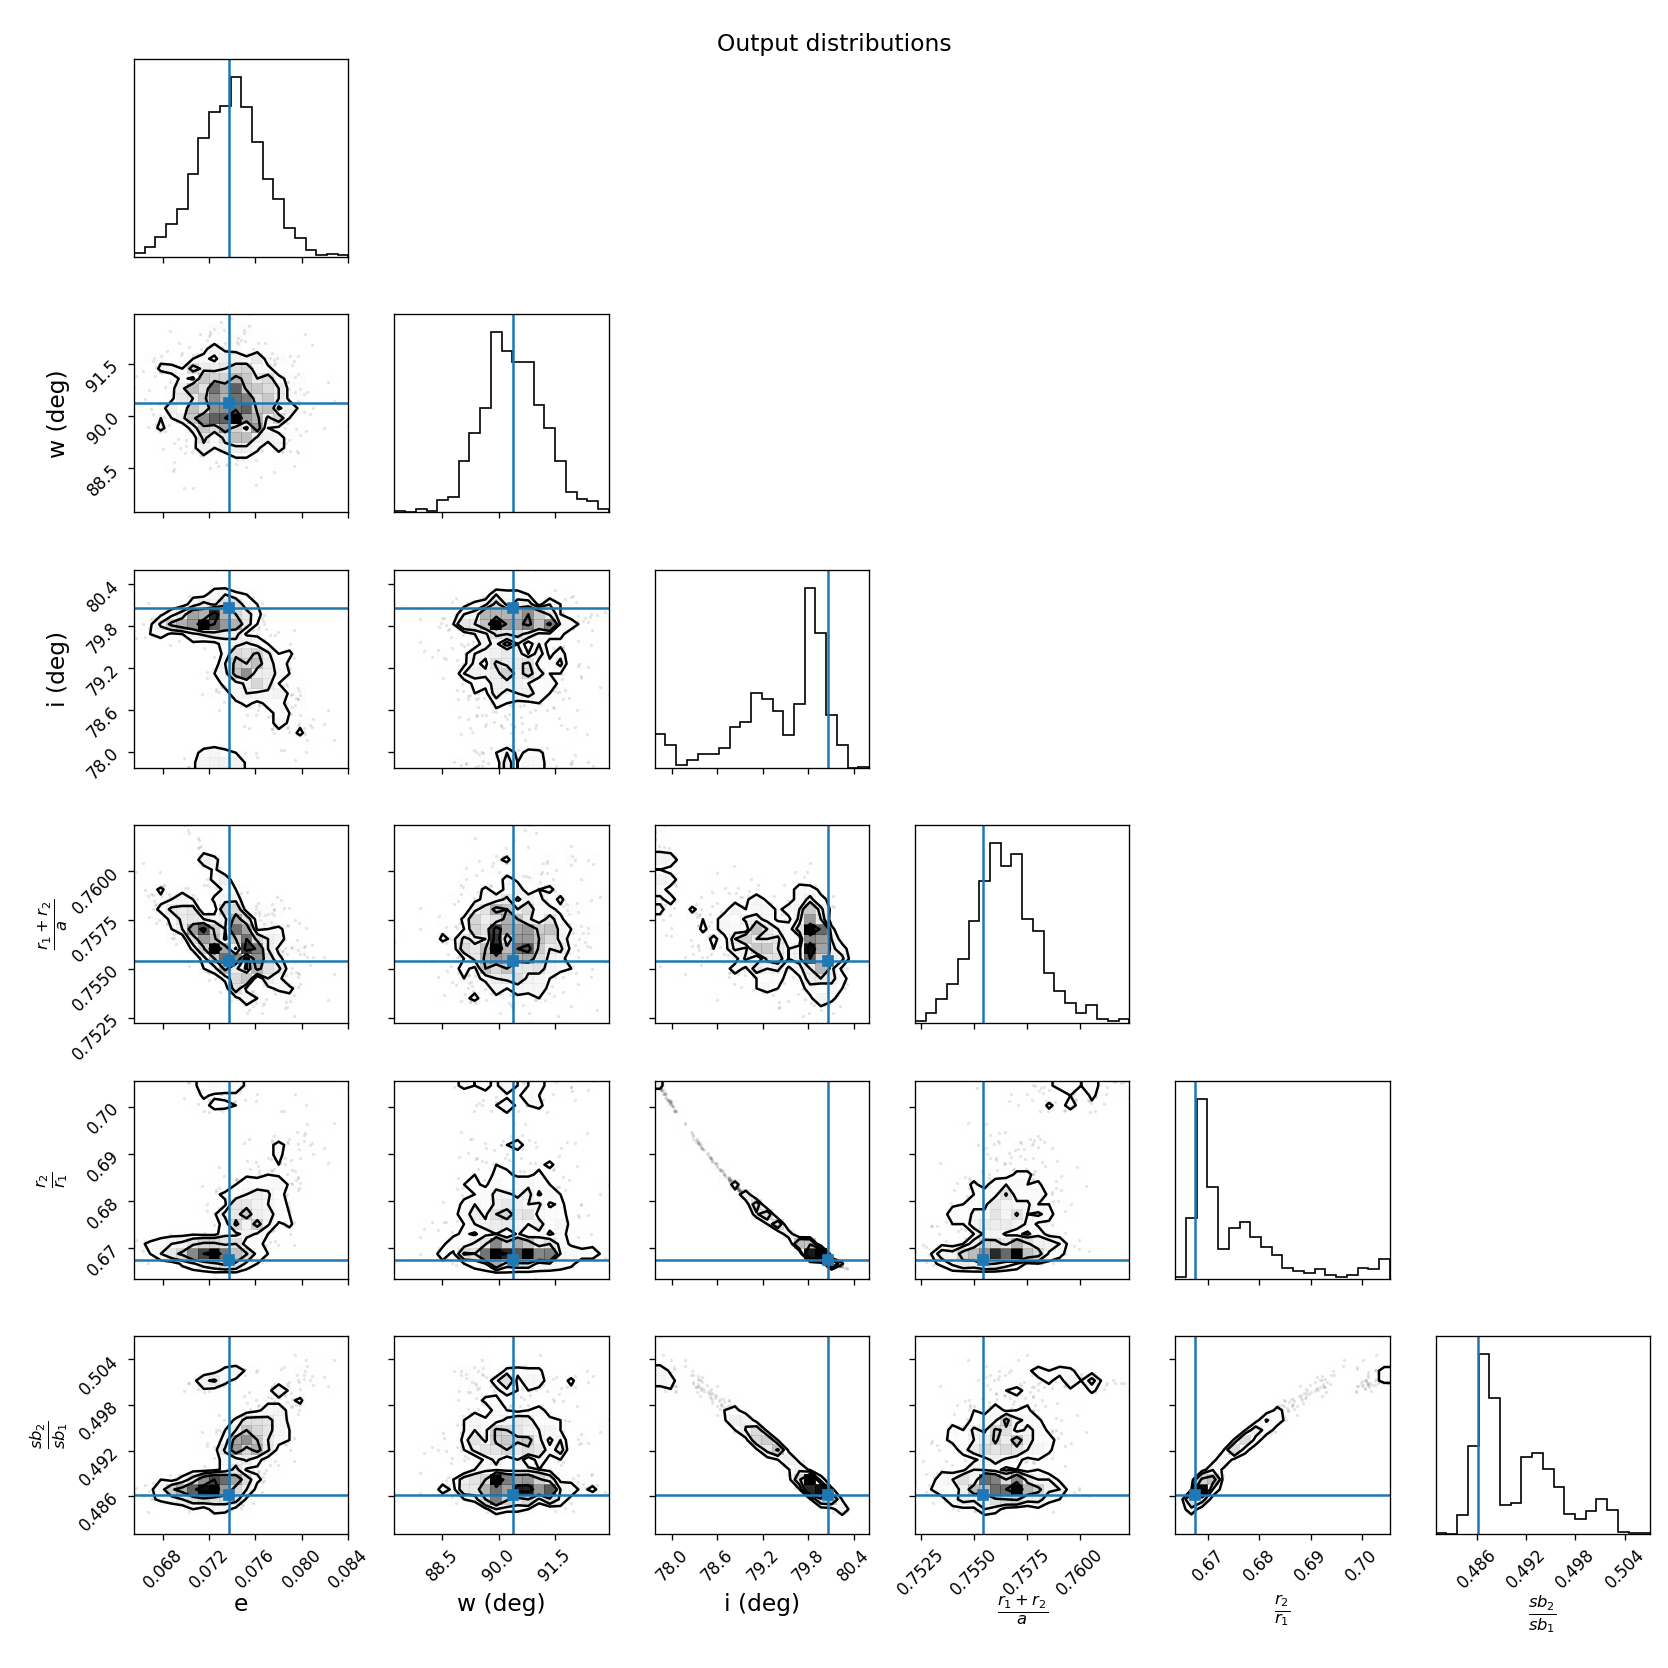 Output distributions
w (deg)
91.5
90.0
88.5
i (deg)
80.4
79.8
79.2
78.6
78.0
r₁ + r₂
a
0.7600
0.7575
0.7550
0.7525
r₂
r₁
0.70
0.69
0.68
0.67
sb₂
sb₁
0.504
0.498
0.492
0.486
0.068 0.072 0.076 0.080 0.084 88.5 90.0 91.5 78.0 78.6 79.2 79.8 80.4 0.7525 0.7550 0.7575 0.7600 0.67 0.68 0.69 0.70 0.486 0.492 0.498 0.504
e w (deg) i (deg) r₁ + r₂ r₂ sb₂
a r₁ sb₁